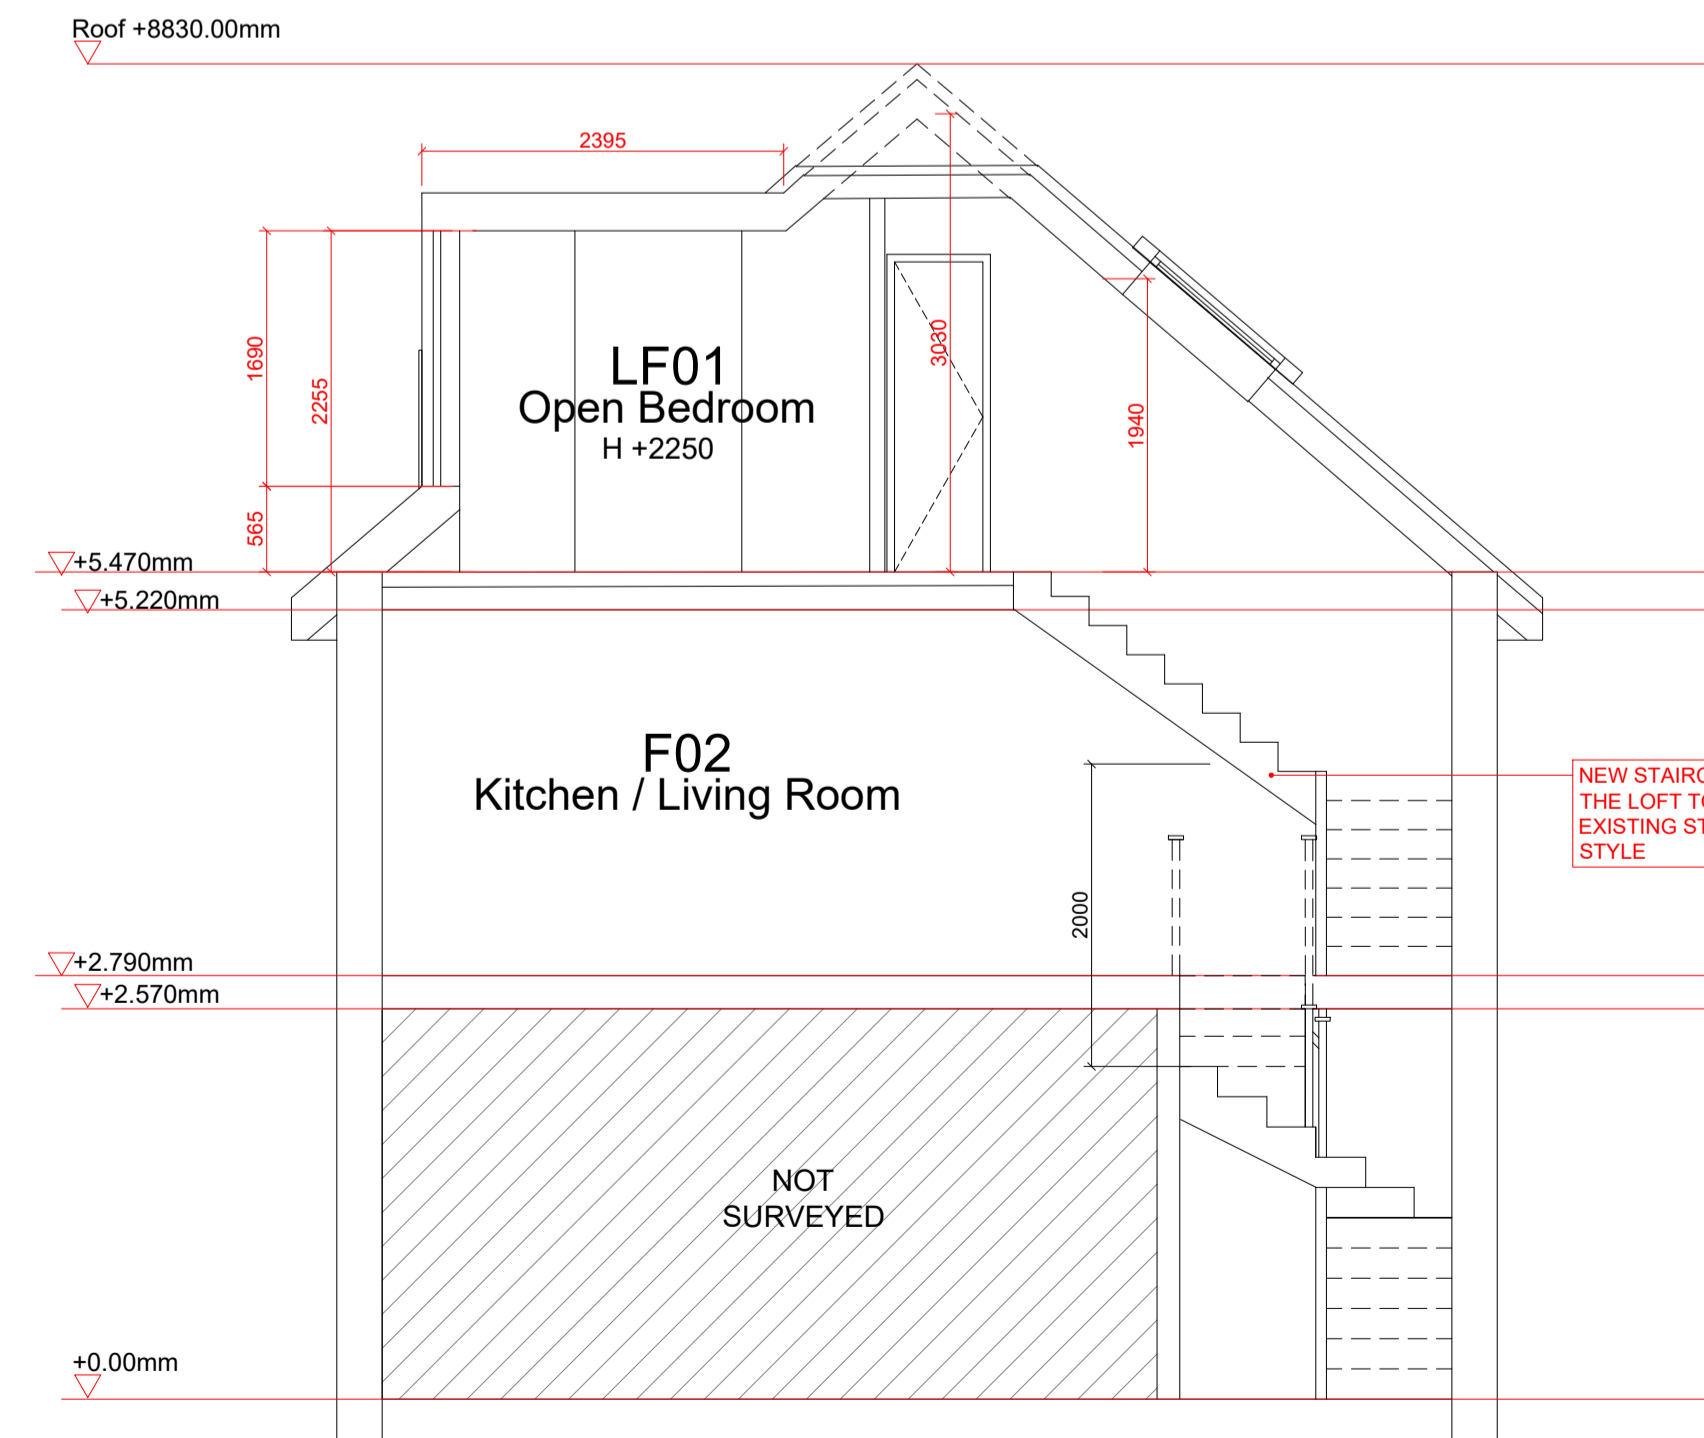 Roof +8830.00mm
2395
1690
2255
565
3030
1940
LF01
Open Bedroom
H +2250
+5.470mm
+5.220mm
F02
Kitchen / Living Room
2000
NEW STAIRC
THE LOFT TO
EXISTING ST
STYLE
+2.790mm
+2.570mm
NOT
SURVEYED
+0.00mm